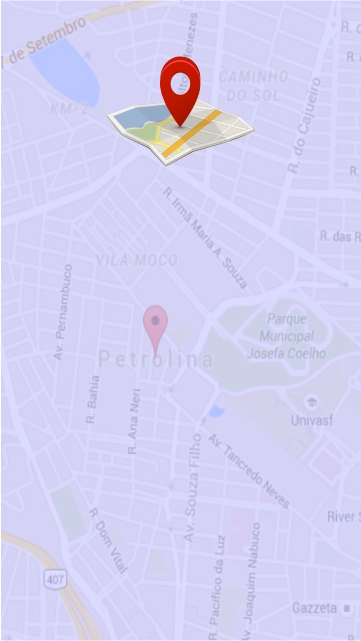 7 de Setembro
enezes
R. d
CAMINHO
DO SOL
KM-2
R. do Cajueiro
R.
R. Irmã Maria A. Souza
R. das R
VILA MOCO
Av. Pernambuco
Parque
Municipal
Josefa Coelho
Petrolina
R. Bahia
R. Ana Neri
Univasf
Av. Souza Filho
Av. Tancredo Neves
River S
R. Dom Vital
407
R. Pacífico da Luz
Av. Joaquim Nabuco
Gazzeta